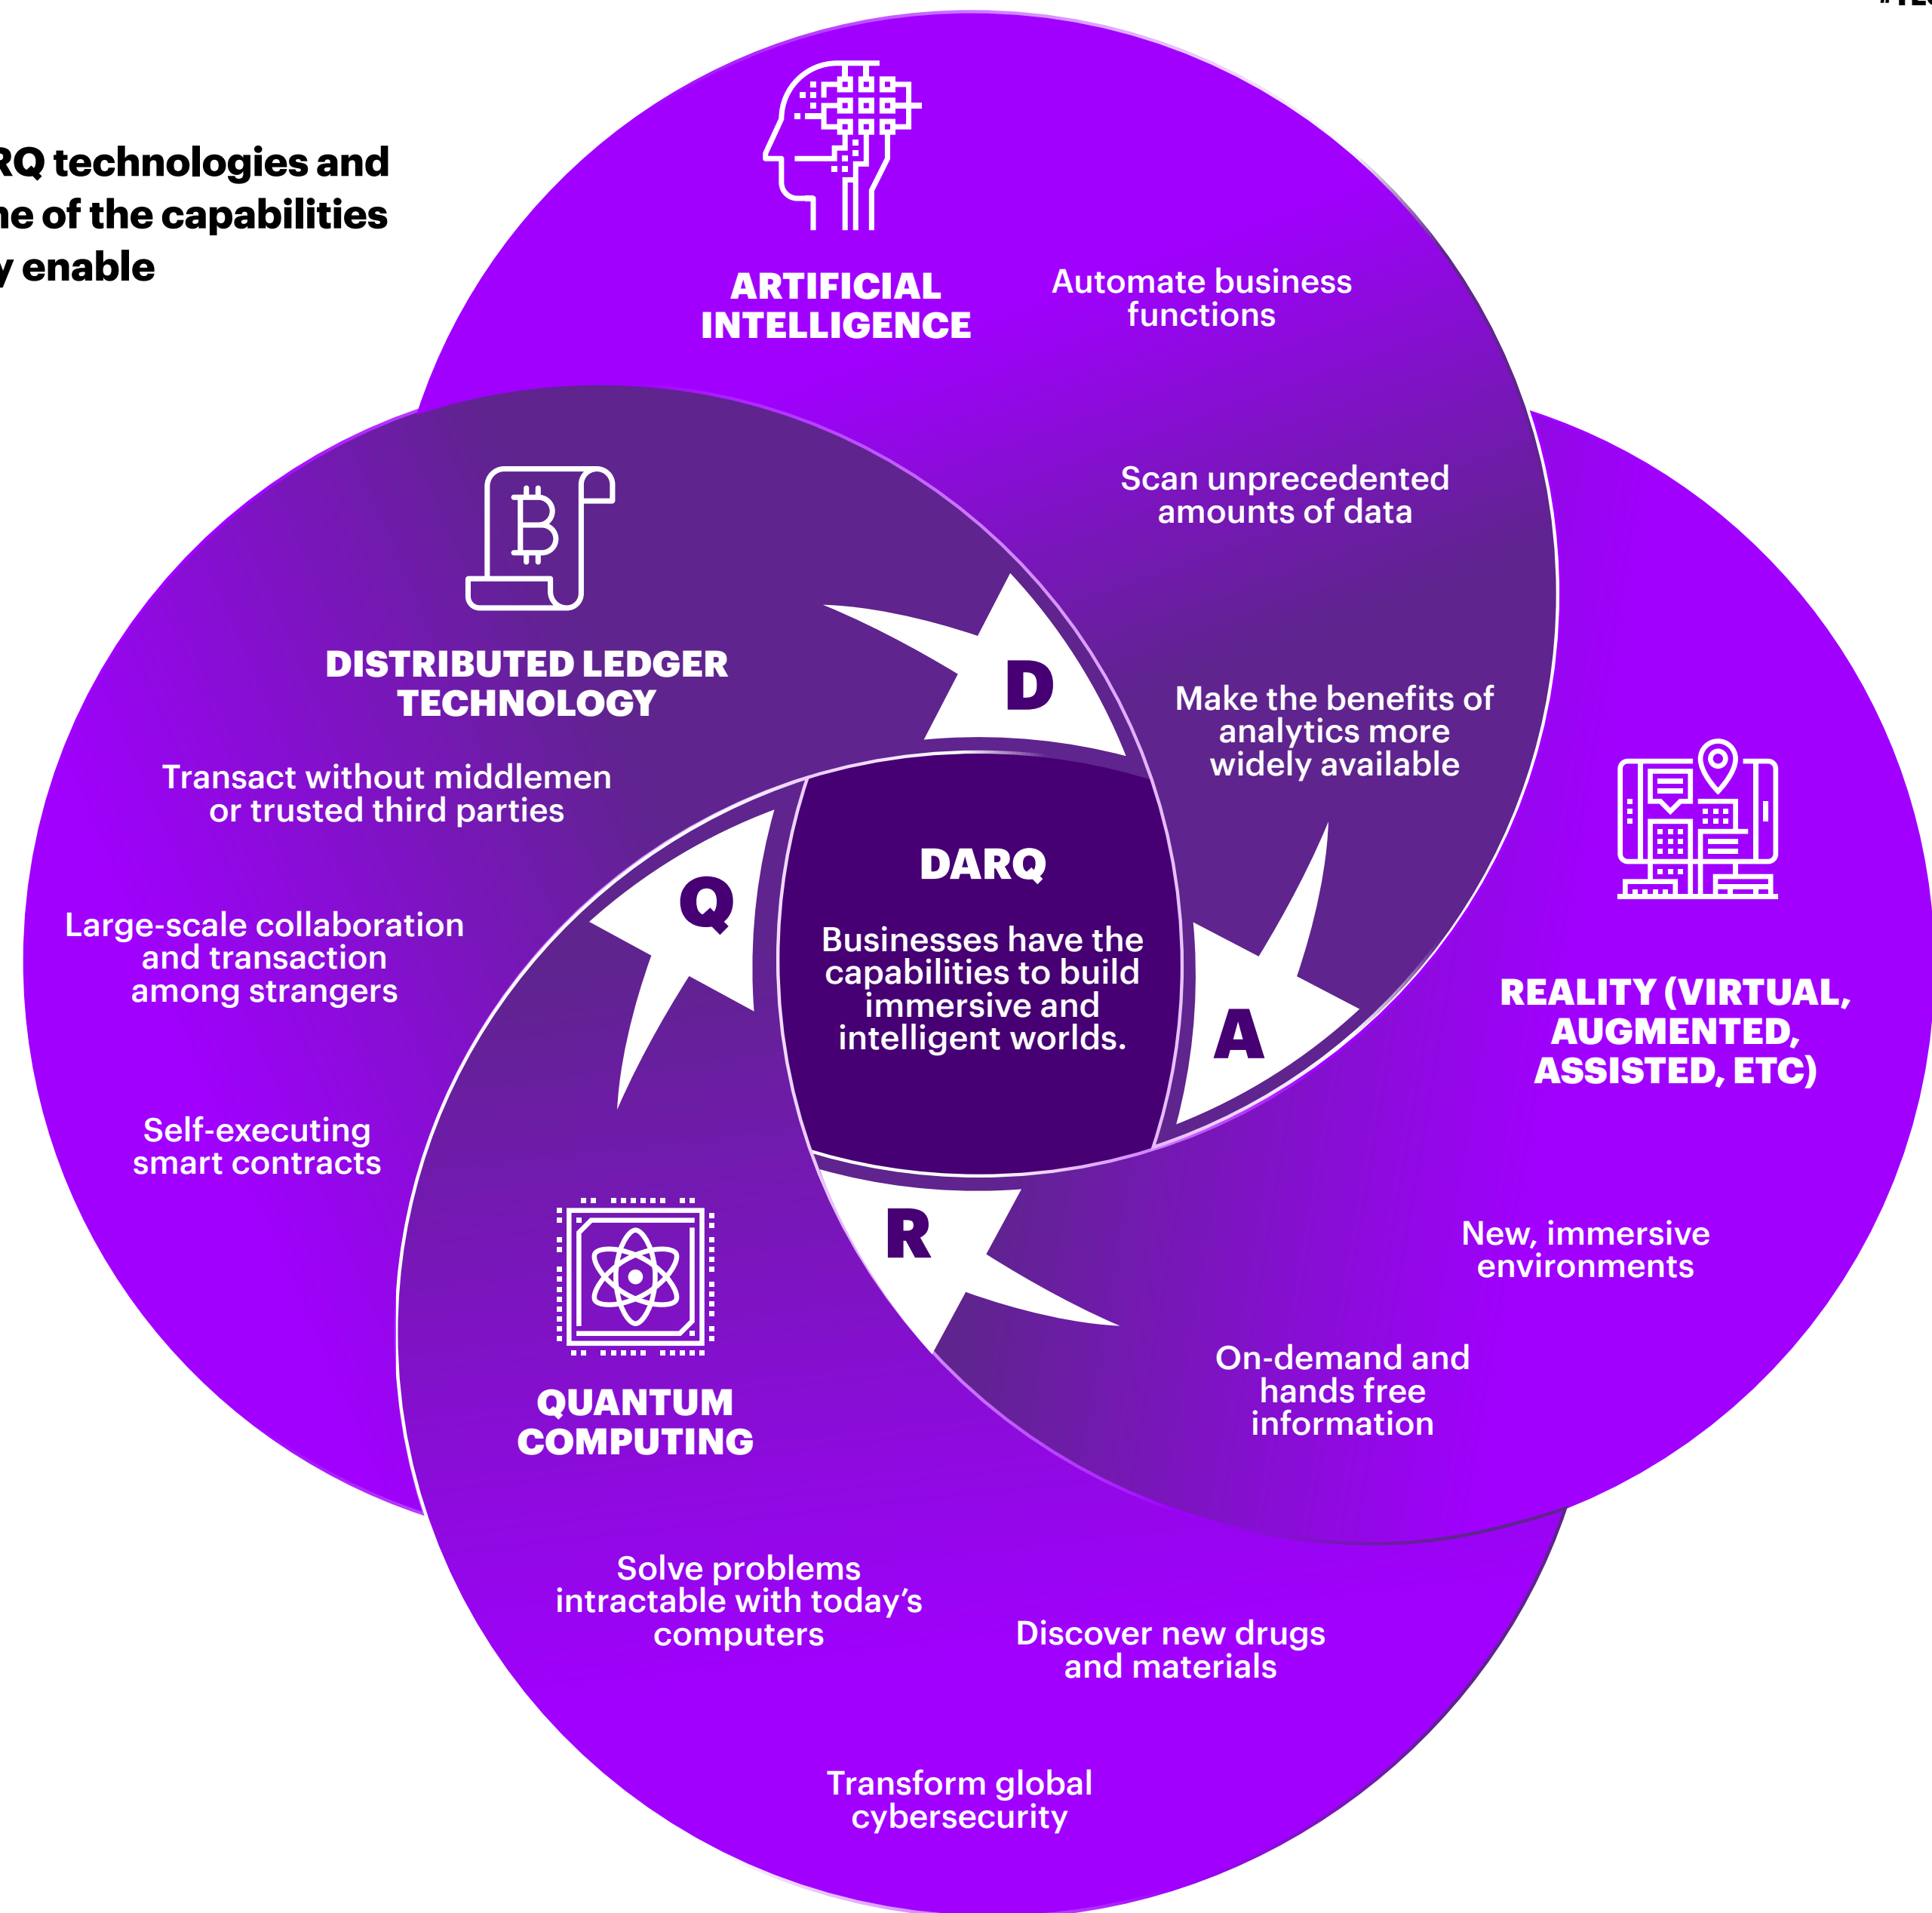 RQ technologies and
me of the capabilities
y enable
ARTIFICIAL
INTELLIGENCE
Automate business
functions
Scan unprecedented
amounts of data
Make the benefits of
analytics more
widely available
DISTRIBUTED LEDGER
TECHNOLOGY
Transact without middlemen
or trusted third parties
Large-scale collaboration
and transaction
among strangers
Self-executing
smart contracts
D
Q
A
R
DARQ
Businesses have the
capabilities to build
immersive and
intelligent worlds.
REALITY (VIRTUAL,
AUGMENTED,
ASSISTED, ETC)
New, immersive
environments
On-demand and
hands free
information
QUANTUM
COMPUTING
Solve problems
intractable with today’s
computers
Discover new drugs
and materials
Transform global
cybersecurity